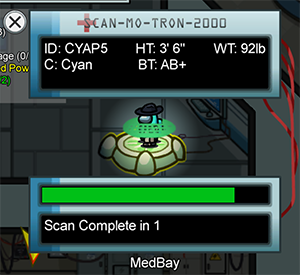 SCAN-MO-TRON-2000
ID: CYAP5 HT: 3' 6" WT: 92lb
C: Cyan BT: AB+
age (0/
d Pow
2)
Scan Complete in 1
MedBay